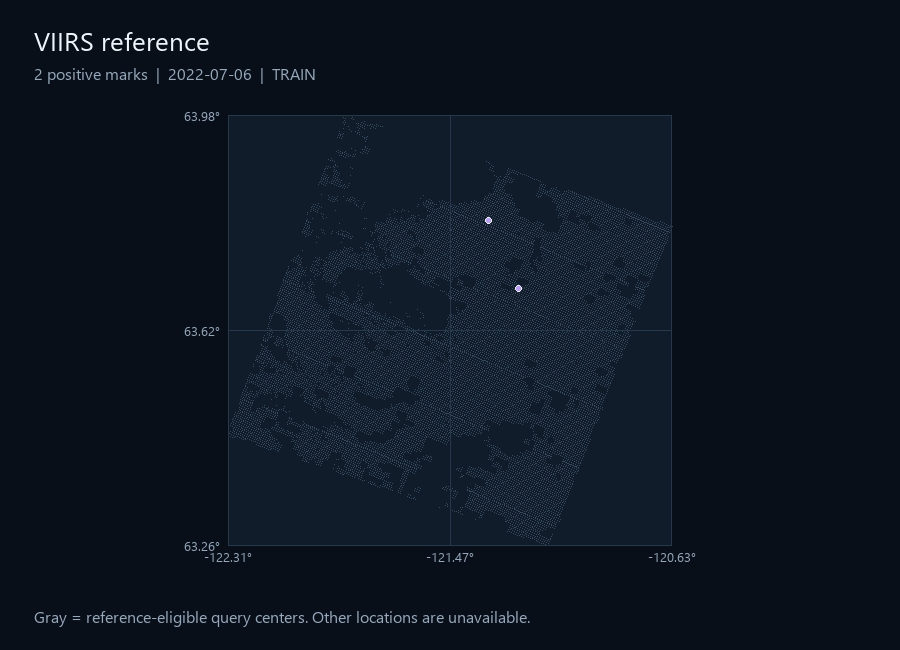 VIIRS reference
2 positive marks | 2022-07-06 | TRAIN
63.98°
63.62°
63.26°
-122.31° -121.47° -120.63°
Gray = reference-eligible query centers. Other locations are unavailable.